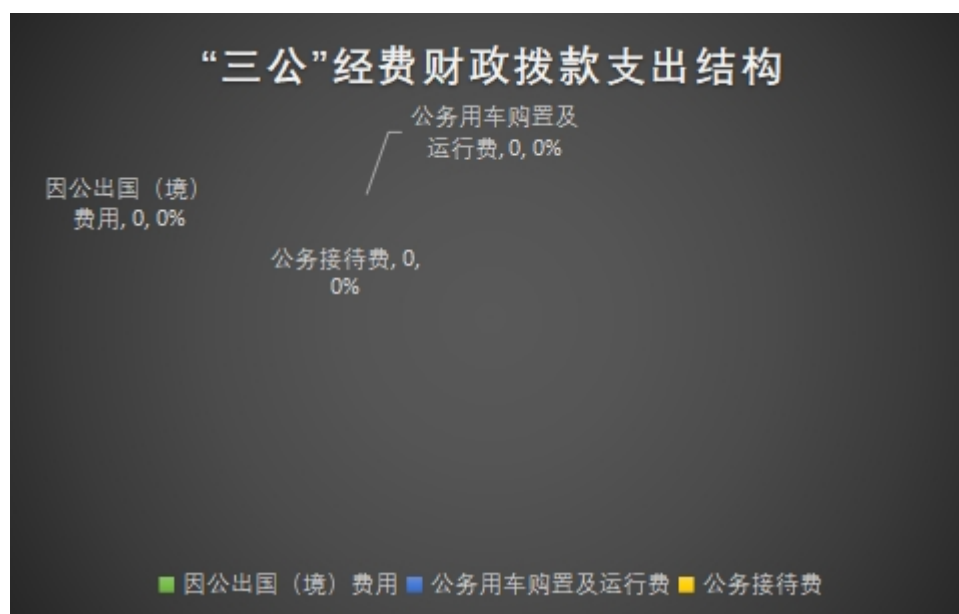 “三公”经费财政拨款支出结构
公务用车购置及
运行费, 0, 0%
因公出国（境）
费用, 0, 0%
公务接待费, 0,
0%
因公出国（境）费用 公务用车购置及运行费 公务接待费